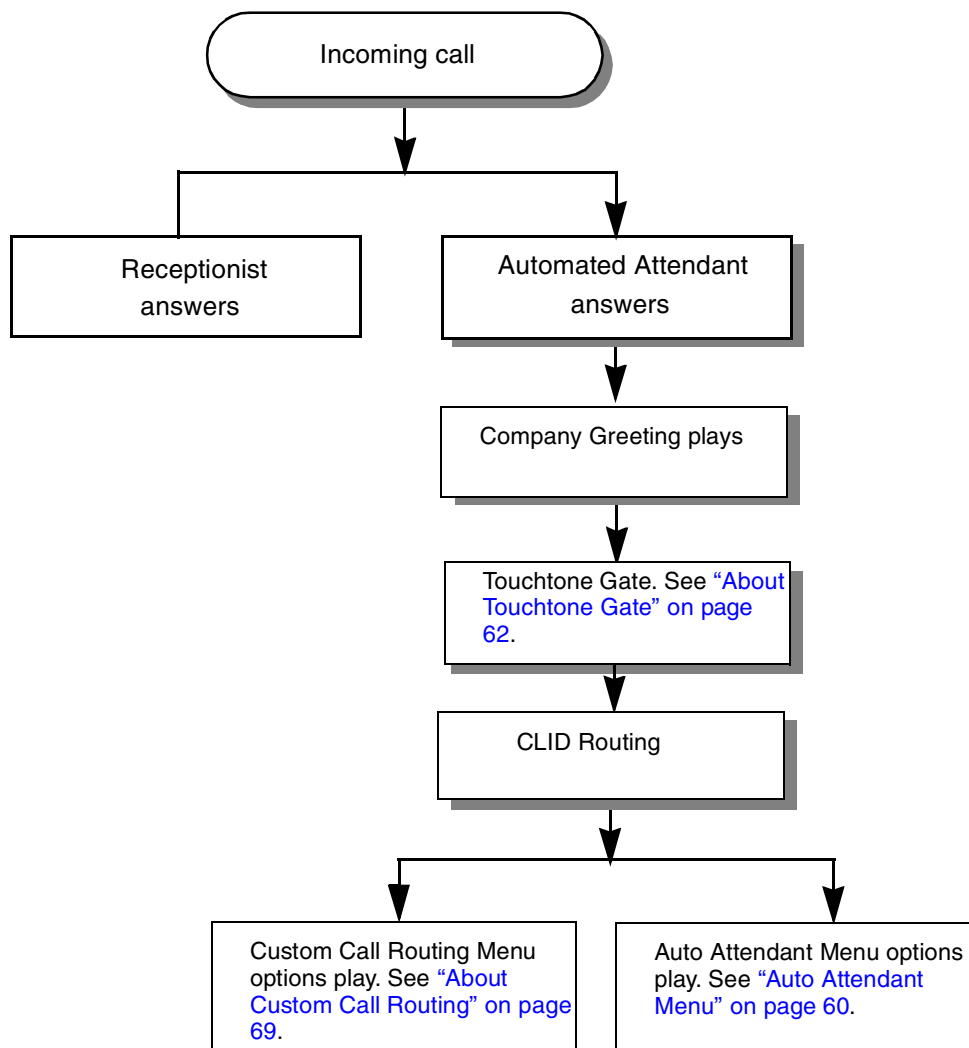 Incoming call
Receptionist
answers
Automated Attendant
answers
Company Greeting plays
Touchtone Gate. See “About
Touchtone Gate” on page
62.
CLID Routing
Custom Call Routing Menu
options play. See “About
Custom Call Routing” on page
69.
Auto Attendant Menu options
play. See “Auto Attendant
Menu” on page 60.